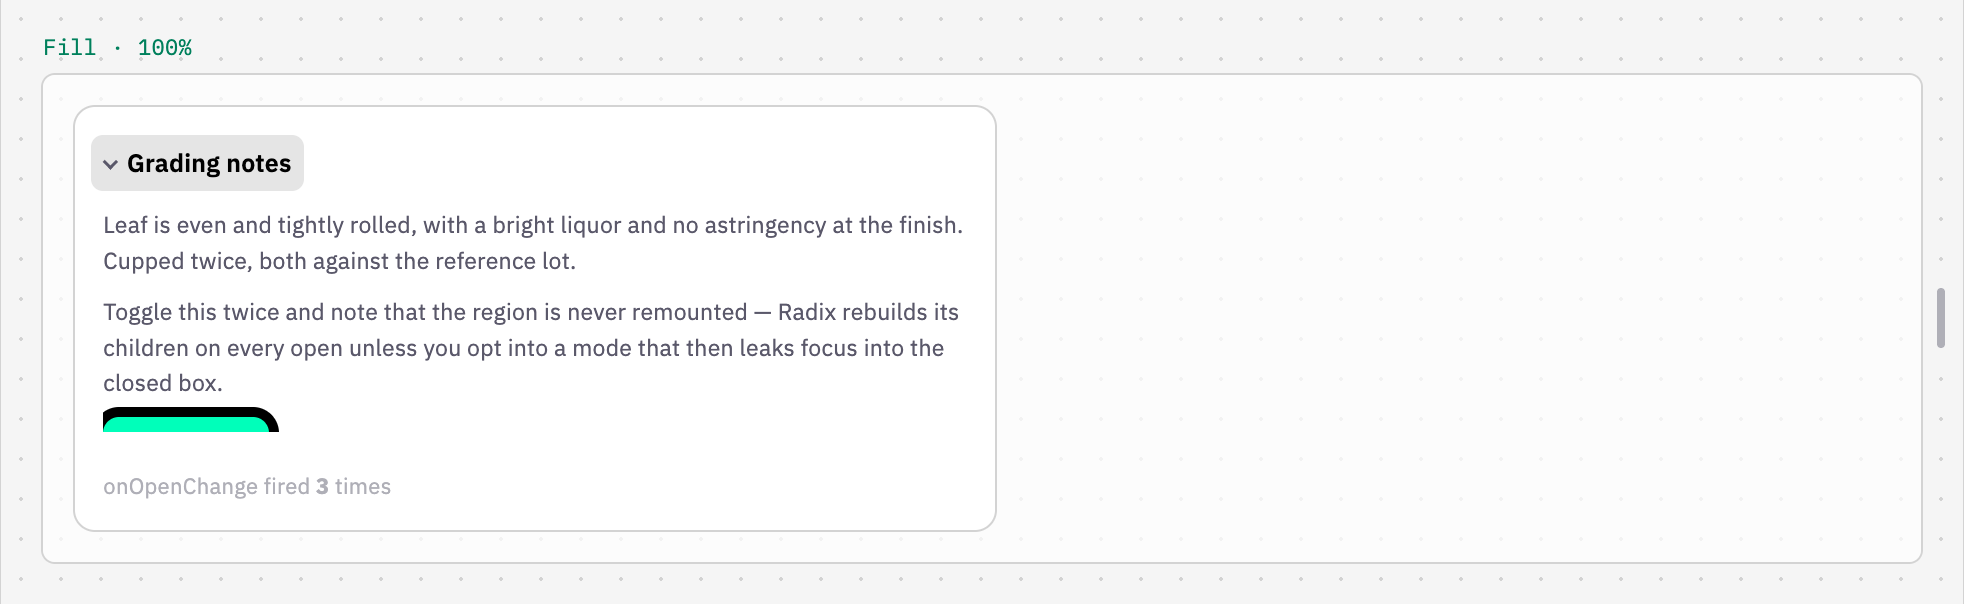 Fill · 100%
Grading notes
Leaf is even and tightly rolled, with a bright liquor and no astringency at the finish.
Cupped twice, both against the reference lot.
Toggle this twice and note that the region is never remounted — Radix rebuilds its
children on every open unless you opt into a mode that then leaks focus into the
closed box.
onOpenChange fired 3 times